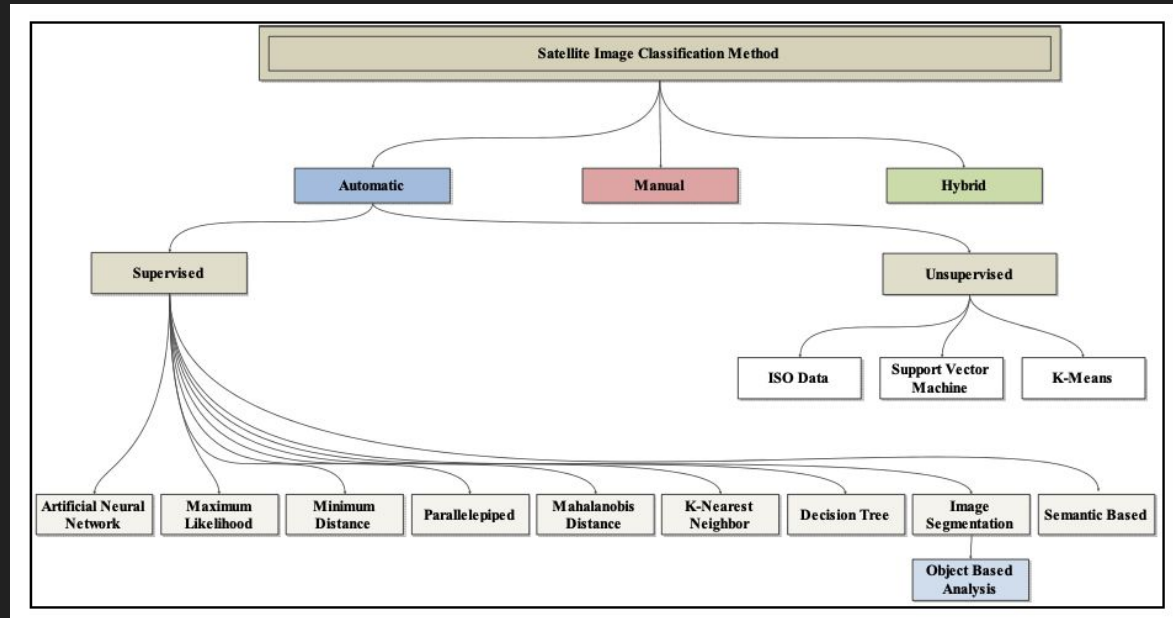 Satellite Image Classification Method
Automatic
Manual
Hybrid
Supervised
Unsupervised
ISO Data
Support Vector
Machine
K-Means
Artificial Neural
Network
Maximum
Likelihood
Minimum
Distance
Parallelepiped
Mahalanobis
Distance
K-Nearest
Neighbor
Decision Tree
Image
Segmentation
Semantic Based
Object Based
Analysis